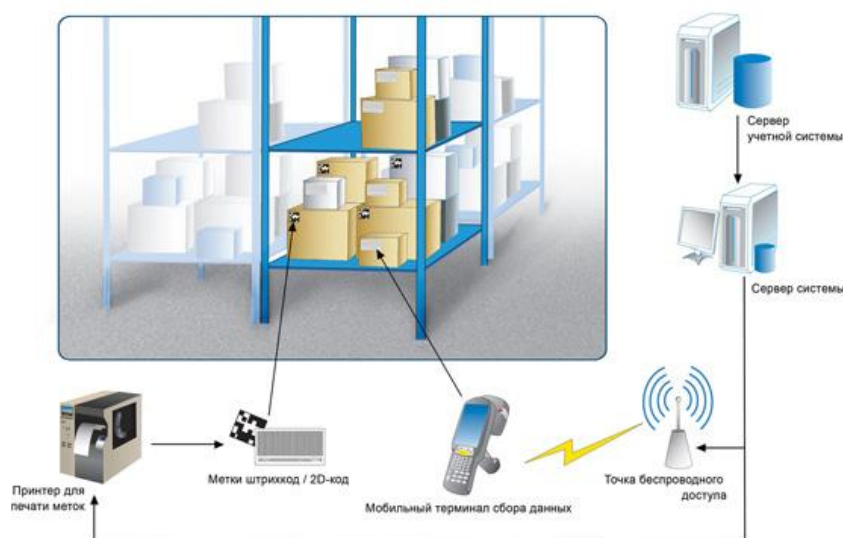 Сервер
учетной системы
Сервер системы
Принтер для
печати меток
Метки штрихкод / 2D-код
Мобильный терминал сбора данных
Точка беспроводного
доступа